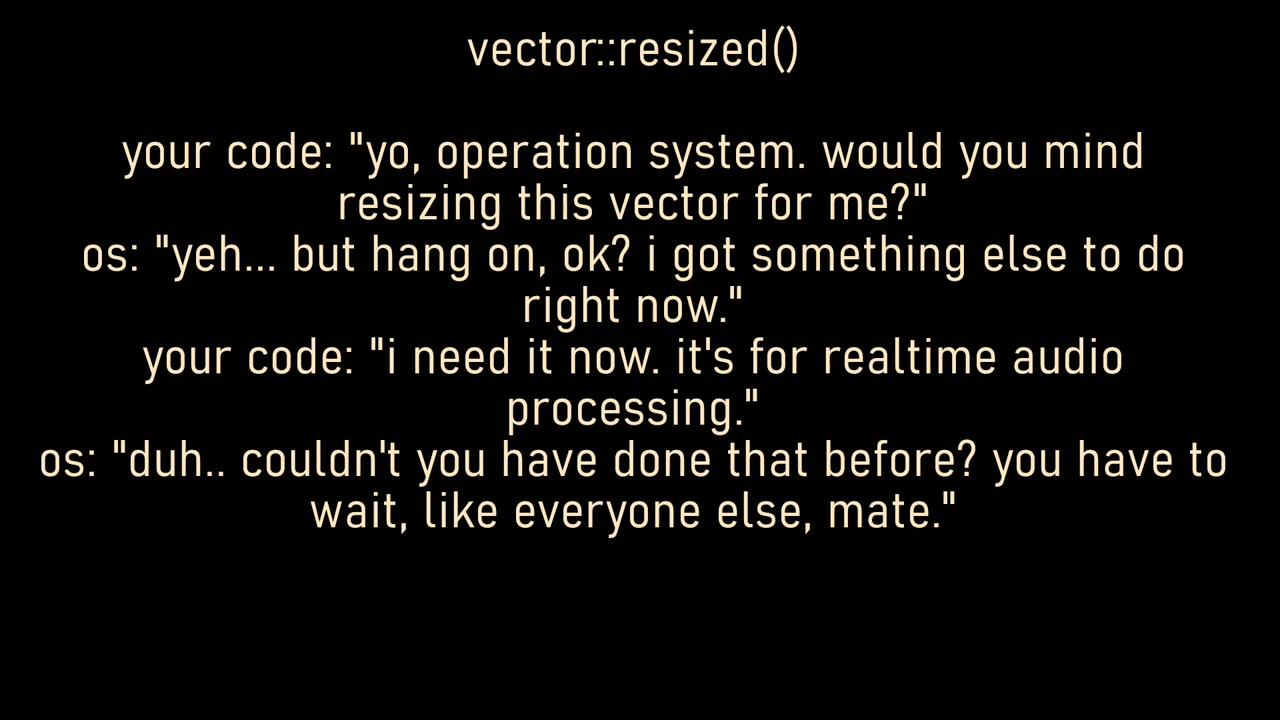 vector::resized()
your code: "yo, operation system. would you mind
resizing this vector for me?"
os: "yeh... but hang on, ok? i got something else to do
right now."
your code: "i need it now. it's for realtime audio
processing."
os: "duh.. couldn't you have done that before? you have to
wait, like everyone else, mate."